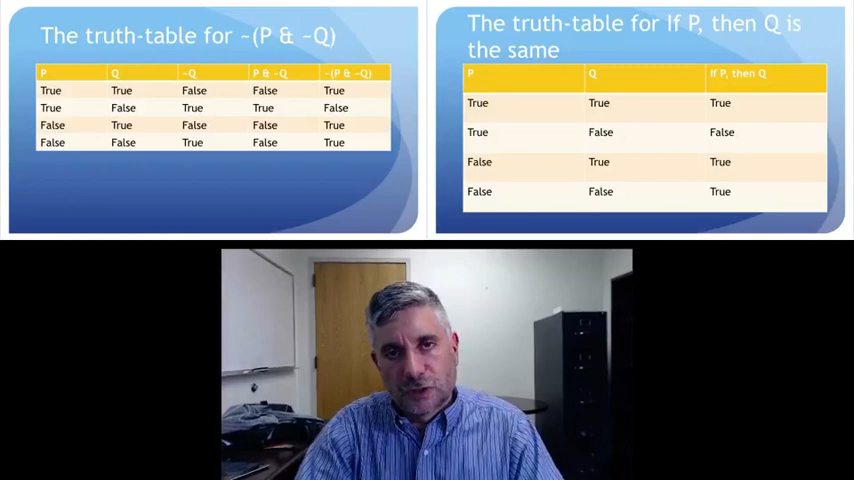 The truth-table for ~(P & ~Q)
P Q ~Q P & ~Q ~(P & ~Q)
True True False False True
True False True True False
False True False False True
False False True False True
The truth-table for If P, then Q is
the same
P Q If P, then Q
True True True
True False False
False True True
False False True